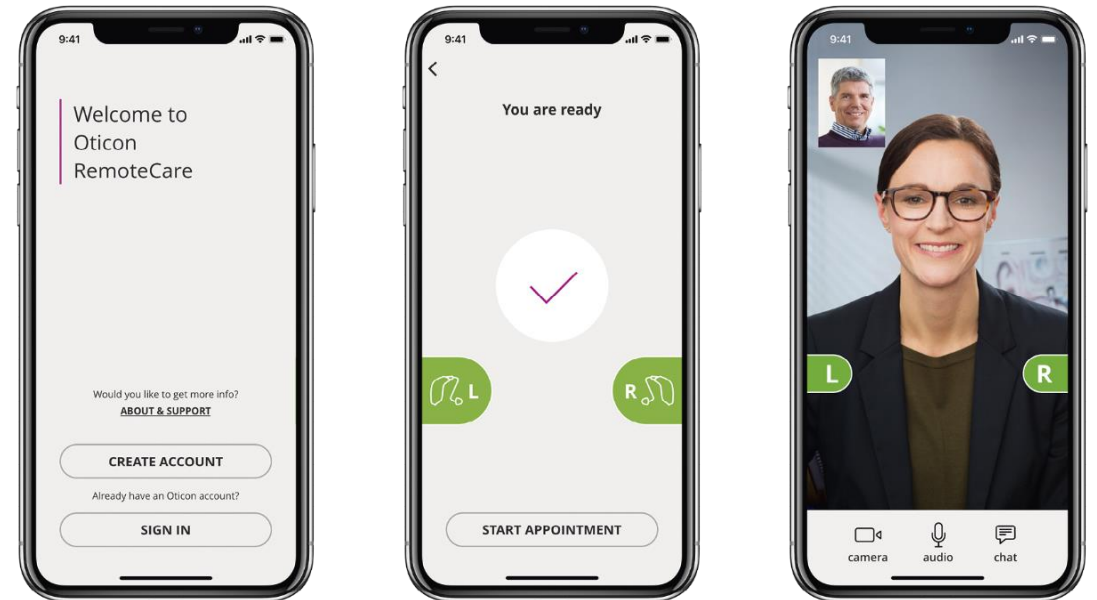 9:41
Welcome to
Oticon
RemoteCare
Would you like to get more info?
ABOUT & SUPPORT
CREATE ACCOUNT
Already have an Oticon account?
SIGN IN
9:41
You are ready
L
R
START APPOINTMENT
9:41
L
R
camera
audio
chat